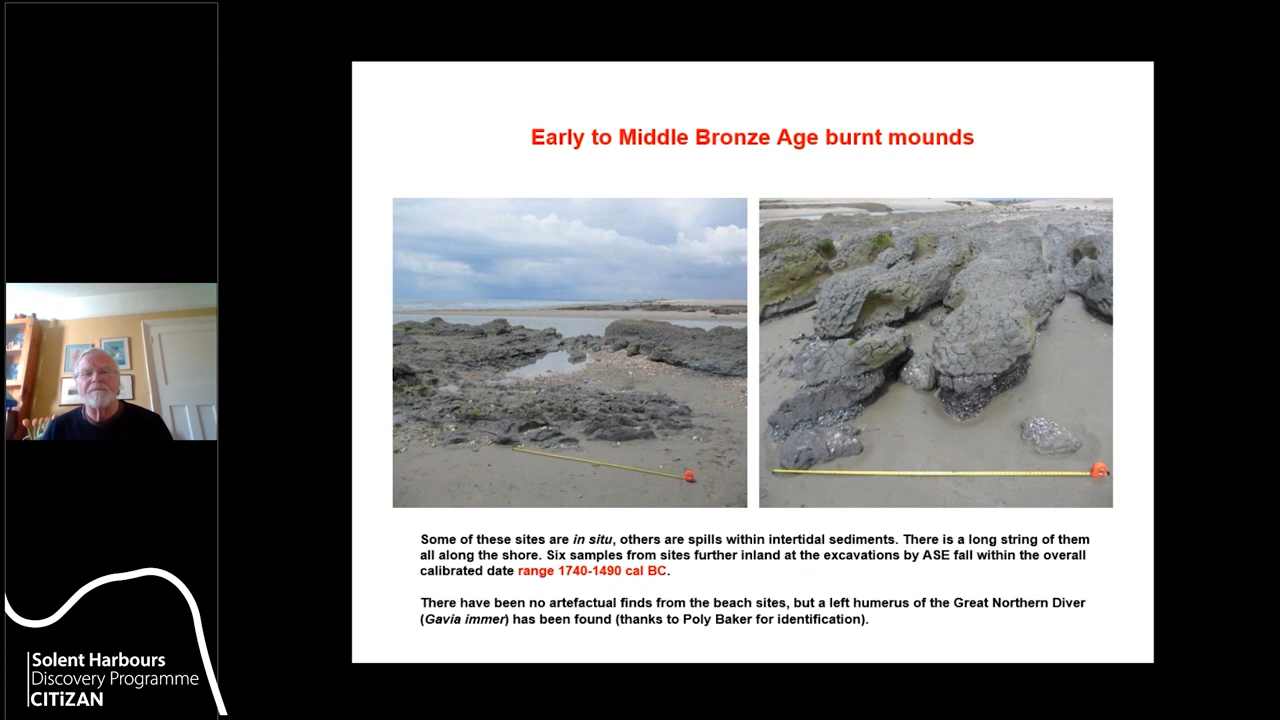 Early to Middle Bronze Age burnt mounds
Some of these sites are in situ, others are spills within intertidal sediments. There is a long string of them
all along the shore. Six samples from sites further inland at the excavations by ASE fall within the overall
calibrated date range 1740-1490 cal BC.
There have been no artefactual finds from the beach sites, but a left humerus of the Great Northern Diver
(Gavia immer) has been found (thanks to Poly Baker for identification).
Solent Harbours
Discovery Programme
CITiZAN